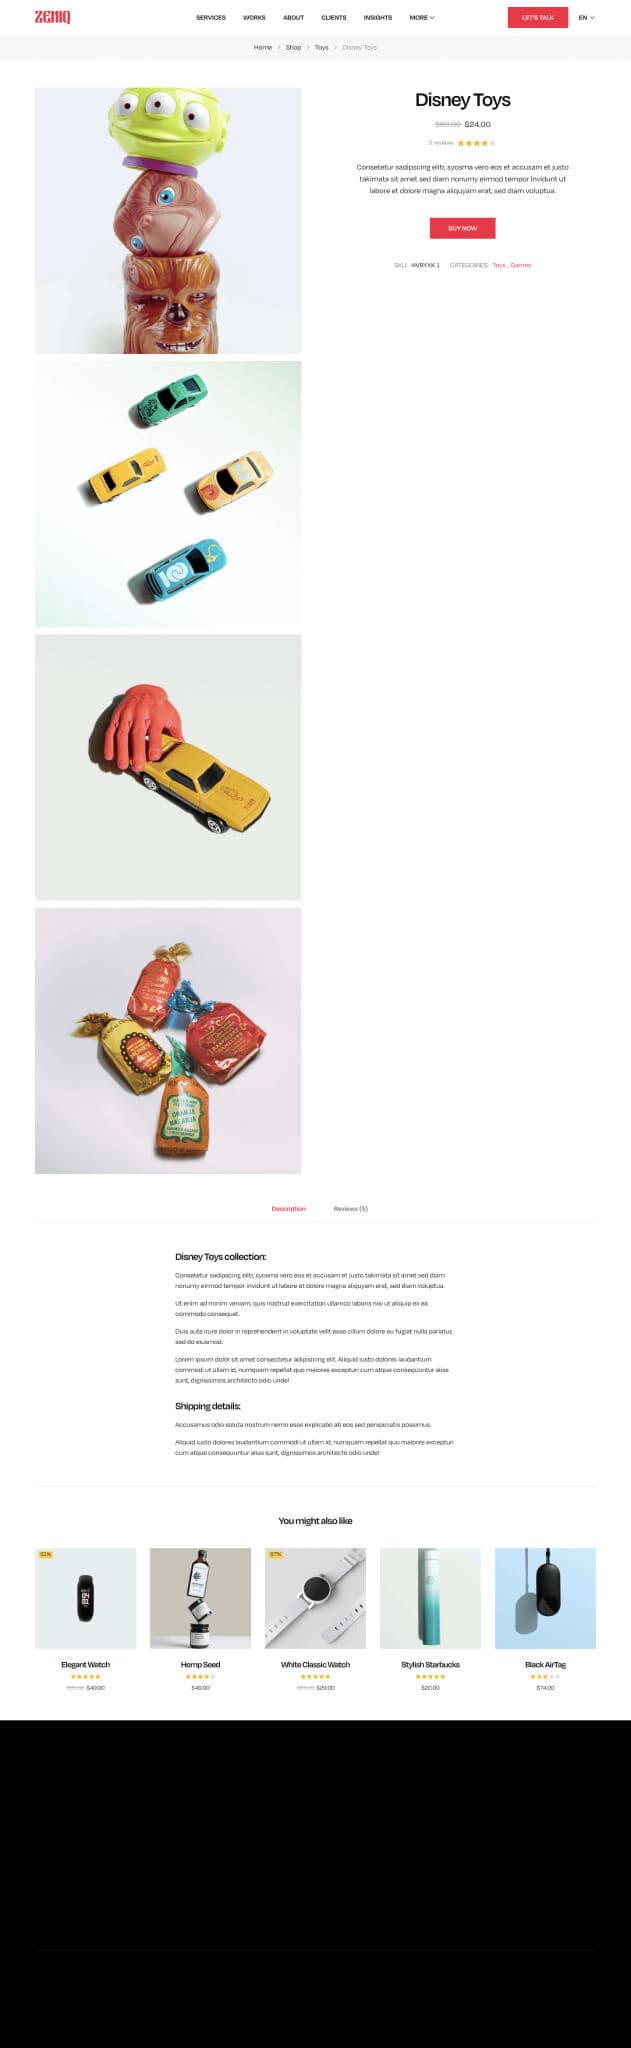 ZEMIQ
SERVICES WORKS ABOUT CLIENTS INSIGHTS MORE
LET'S TALK
EN
Home > Shop > Toys > Disney Toys
Disney Toys
$24.00
5 reviews
Consetetur sadipscing elitr, syosma vero eos et accusam et justo
takimata sit amet sed diam nonumy eirmod tempor invidunt ut
labore et dolore magna aliquyam erat, sed diam voluptua.
BUY NOW
SKU: HVRYXK 1 CATEGORIES: Toys , Games
ORANJA
NARANJA
Description Reviews (5)
Disney Toys collection:
Consetetur sadipscing elitr, syosma vero eos et accusam et justo takimata sit amet sed diam
nonumy eirmod tempor invidunt ut labore et dolore magna aliquyam erat, sed diam voluptua.
Ut enim ad minim veniam, quis nostrud exercitation ullamco laboris nisi ut aliquip ex ea
commodo consequat.
Duis aute irure dolor in reprehenderit in voluptate velit esse cillum dolore eu fugiat nulla pariatur,
sed do eiusmod.
Lorem ipsum dolor sit amet consectetur adipisicing elit. Aliquid iusto dolores laudantium
commodi ut ullam id, numquam repellat quo maiores excepturi cum atque consequuntur alias
sunt, dignissimos architecto odio unde!
Shipping details:
Accusamus odio soluta nostrum nemo esse explicabo ab eos sed perspiciatis possimus.
Aliquid iusto dolores laudantium commodi ut ullam id, numquam repellat quo maiores excepturi
cum atque consequuntur alias sunt, dignissimos architecto odio unde!
You might also like
Elegant Watch
$49.00
Hemp Seed
$49.00
White Classic Watch
$29.00
Stylish Starbucks
$20.00
Black AirTag
$74.00